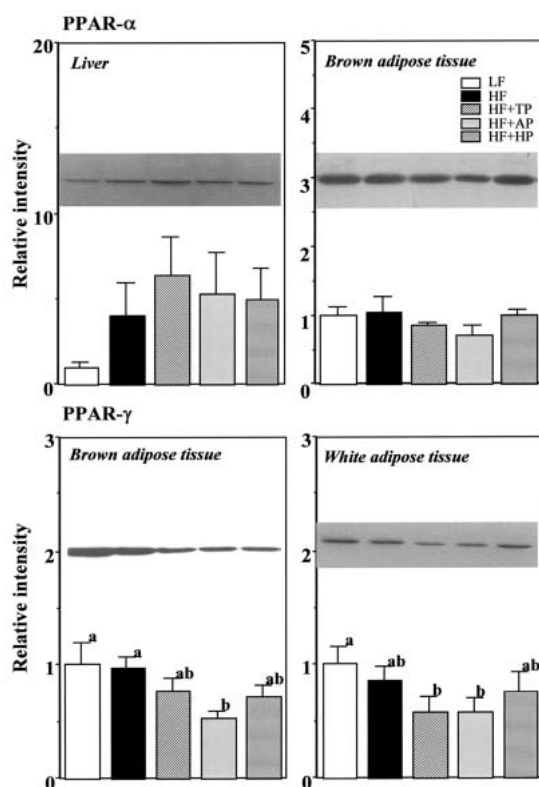 PPAR-α
20
Liver
10
0
Relative intensity
5
Brown adipose tissue
LF
HF
HF+TP
HF+AP
HF+HP
4
3
2
1
0
PPAR-γ
3
Brown adipose tissue
2
1
0
Relative intensity
a
a
ab
b
ab
3
White adipose tissue
2
1
0
a
ab
b
b
ab